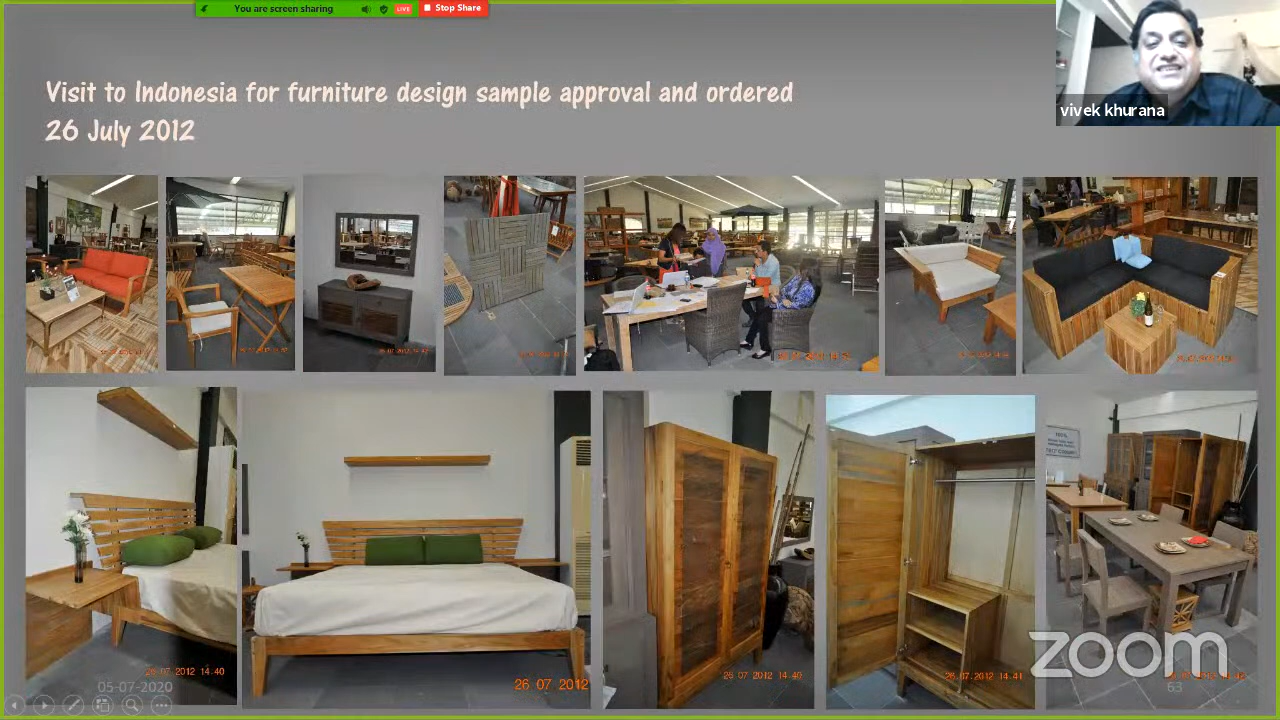 You are screen sharing
LIVE
Stop Share
Visit to Indonesia for furniture design sample approval and ordered
26 July 2012
vivek khurana
26 07 2012 14:40
26 07 2012
26 07 2012 14:40
26 07 2012 14:41
zoom
05-07-2020
63